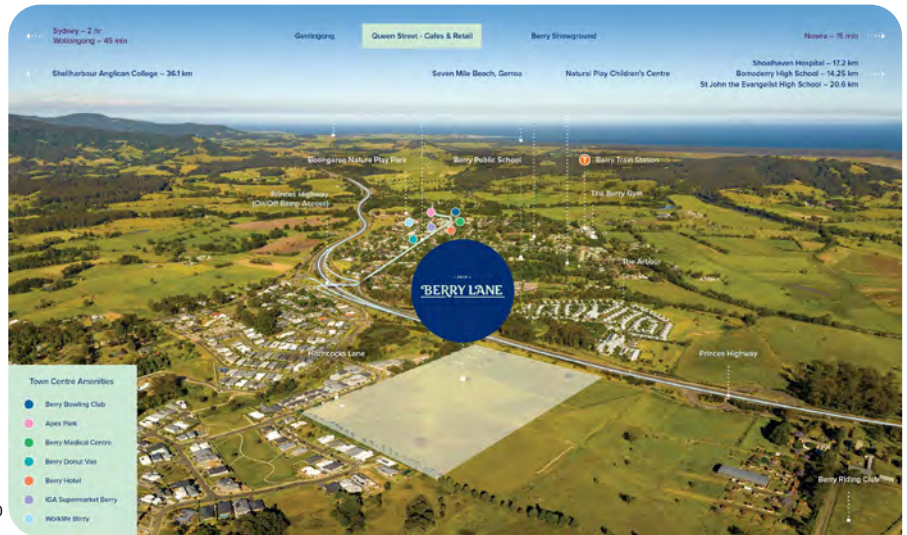 Sydney – 2 hr
Wollongong – 45 min
Gerringong
Queen Street - Cafes & Retail
Berry Showground
Nowra – 15 min
Shellharbour Anglican College – 36.1 km
Seven Mile Beach, Gerroa
Natural Play Children's Centre
Shoalhaven Hospital – 17.2 km
Bomaderry High School – 14.25 km
St John the Evangelist High School – 20.6 km
Boongaree Nature Play Park
Berry Public School
T Berry Train Station
Princes Highway
(On/Off Ramp Access)
The Berry Gym
The Arbour
BERRY LANE
Hitchcocks Lane
Princes Highway
Town Centre Amenities
Berry Bowling Club
Apex Park
Berry Medical Centre
Berry Donut Van
Berry Hotel
IGA Supermarket Berry
Worklife Berry
Berry Riding Club